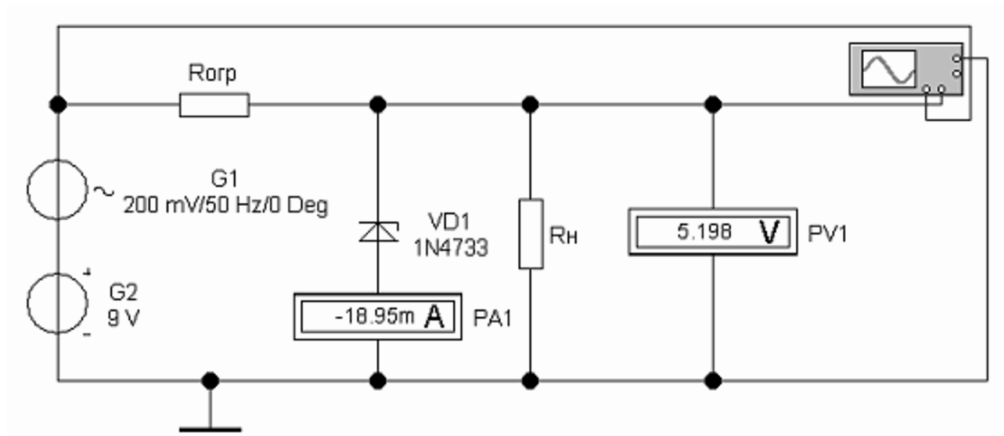 Rогр
G1
200 mV/50 Hz/0 Deg
VD1
1N4733
Rн
5.198 V
PV1
G2
9 V
+
-
-18.95m A
PA1